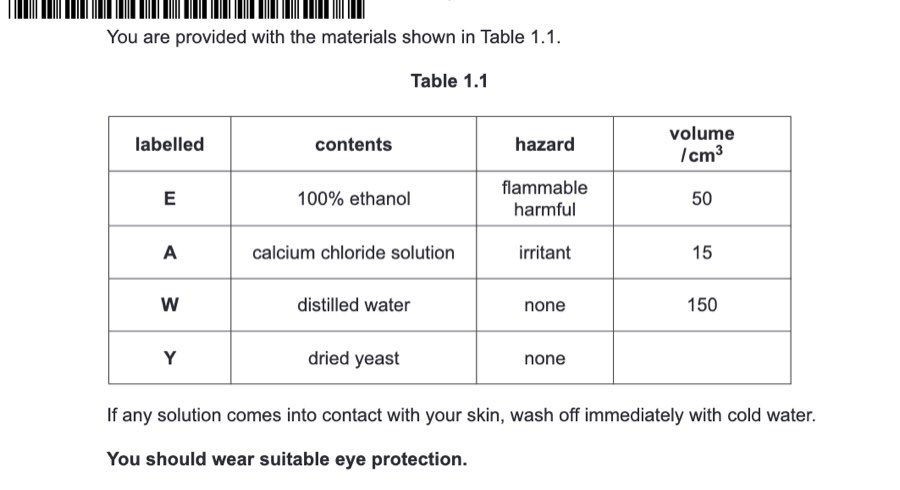 You are provided with the materials shown in Table 1.1.
Table 1.1
labelled contents hazard volume /cm³
E 100% ethanol flammable harmful 50
A calcium chloride solution irritant 15
W distilled water none 150
Y dried yeast none
If any solution comes into contact with your skin, wash off immediately with cold water.
You should wear suitable eye protection.